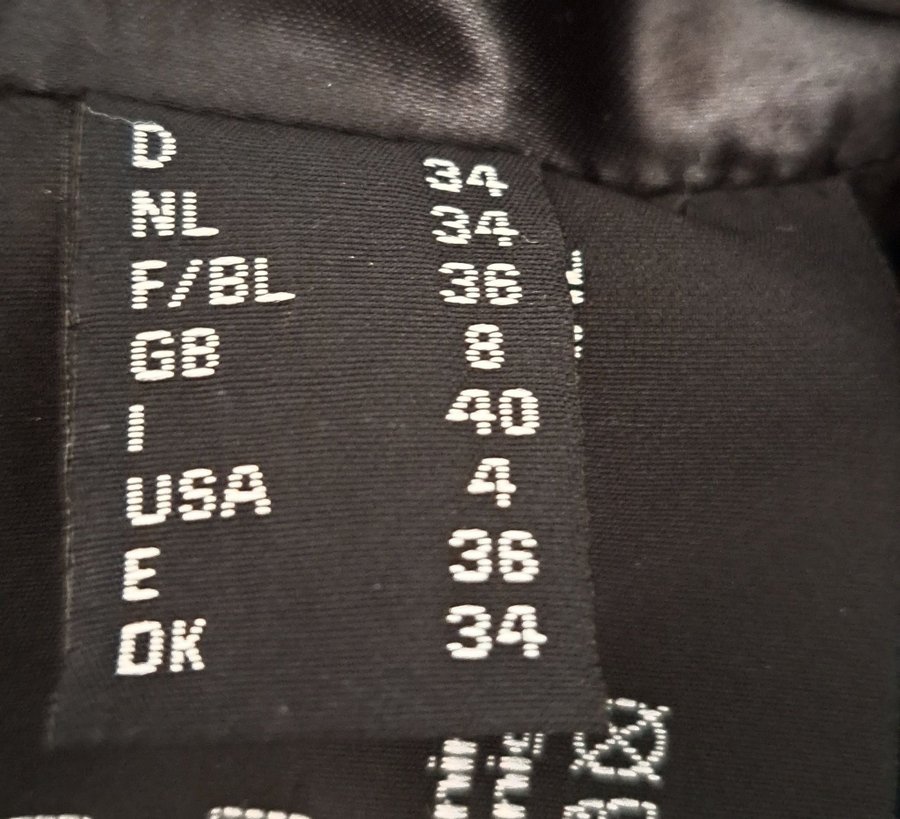 D 34
NL 34
F/BL 36
GB 8
I 40
USA 4
E 36
DK 34